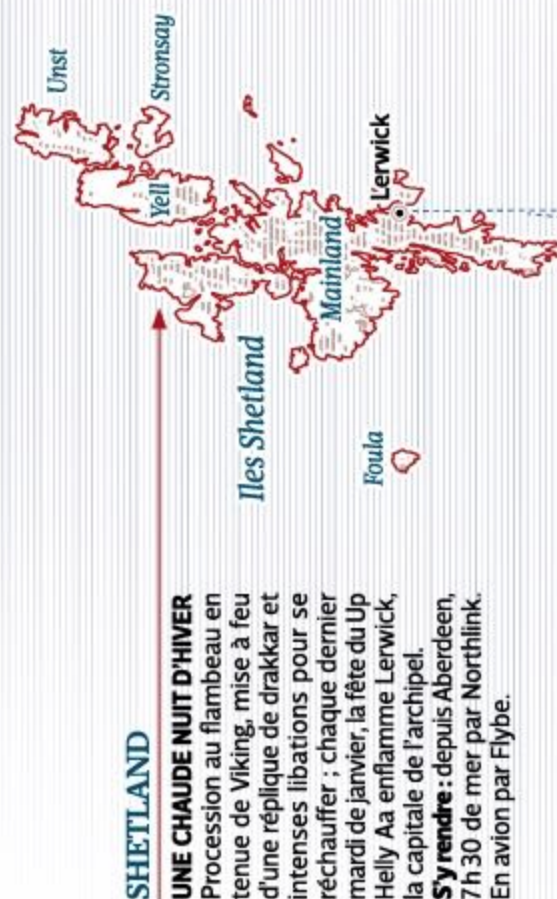 SHETLAND
UNE CHAUDE NUIT D'HIVER
Procession au flambeau en
tenue de Viking, mise à feu
d'une réplique de drakkar et
intenses libations pour se
réchauffer ; chaque dernier
mardi de janvier, la fête du Up
Helly Aa enflamme Lerwick,
la capitale de l'archipel.
S'y rendre : depuis Aberdeen,
7h30 de mer par Northlink.
En avion par Flybe.
Unst
Stronsay
Yell
Iles Shetland
Mainland
L'erwick
Foula